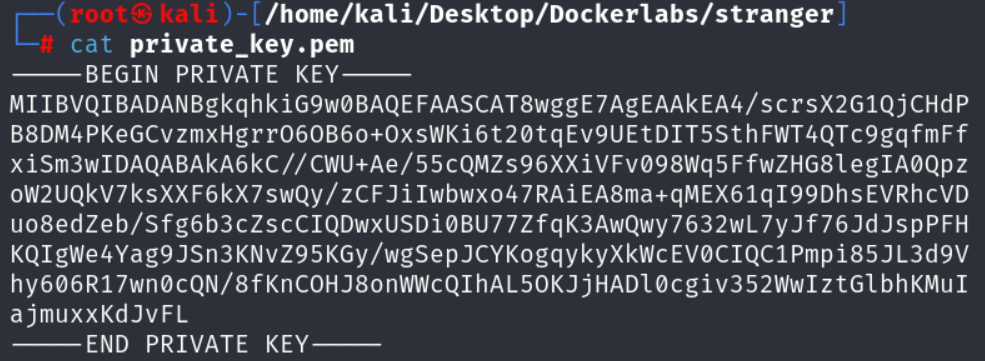 ┌──(root㉿kali)-[/home/kali/Desktop/Dockerlabs/stranger]
└─# cat private_key.pem
-----BEGIN PRIVATE KEY-----
MIIBVQIBADANBgkqhkiG9w0BAQEFAASCAT8wggE7AgEAAkEA4/scrsX2G1QjCHdP
B8DM4PKeGCvzmxHgrrO6OB6o+OxsWKi6t20tqEv9UEtDIT5SthFWT4QTc9gqfmFf
xiSm3wIDAQABAkA6kC//CWU+Ae/55cQMZs96XXiVFv098Wq5FfwZHG8legIA0Qpz
oW2UQkV7ksXXF6kX7swQy/zCFJiIwbwxo47RAiEA8ma+qMEX61qI99DhsEVRhcVD
uo8edZeb/Sfg6b3cZscCIQDwxUSDi0BU77ZfqK3AwQwy7632wL7yJf76JdJspPFH
KQIgWe4Yag9JSn3KNvZ95KGy/wgSepJCYKogqykyXkWcEV0CIQC1Pmpi85JL3d9V
hy606R17wn0cQN/8fKnCOHJ8onWWcQIhAL5OKJjHADl0cgiv352WwIztGlbhKMuI
ajmuxxKdJvFL
-----END PRIVATE KEY-----